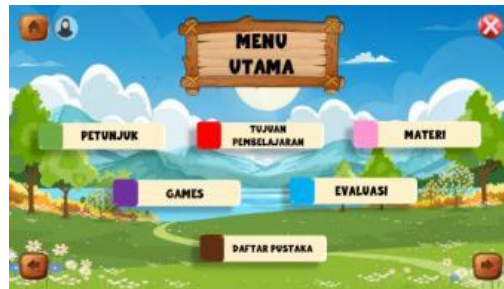 MENU
UTAMA
PETUNJUK
TUJUAN
PEMBELAJARAN
MATERI
GAMES
EVALUASI
DAFTAR PUSTAKA